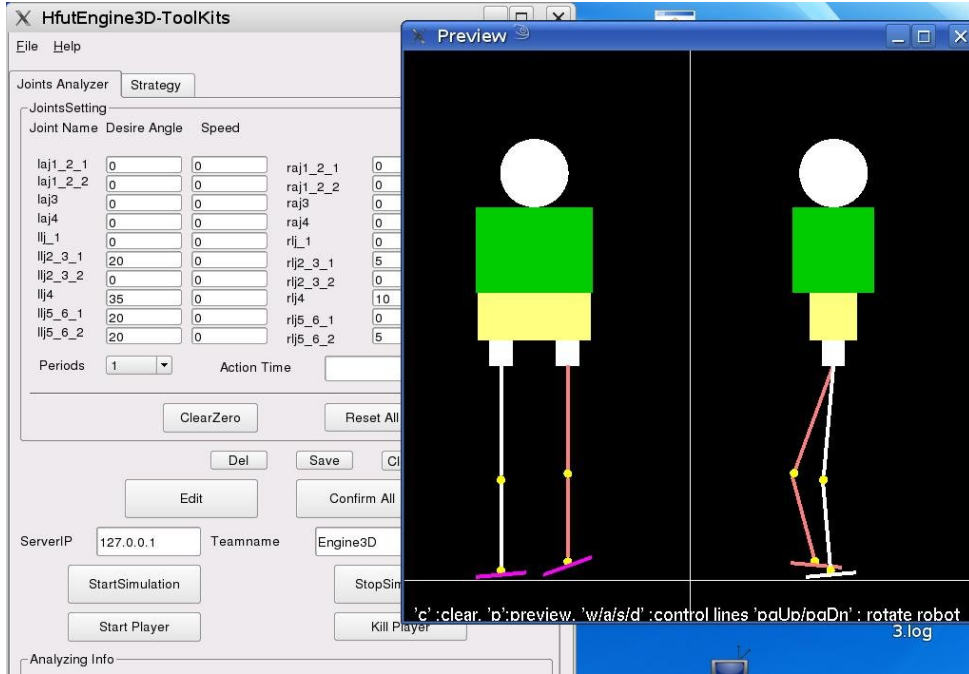 HfutEngine3D-ToolKits
File Help
Joints Analyzer Strategy
JointsSetting
Joint Name Desire Angle Speed
laj1_2_1 0 0 raj1_2_1 0
laj1_2_2 0 0 raj1_2_2 0
laj3 0 0 raj3 0
laj4 0 0 raj4 0
llj_1 0 0 rlj_1 0
llj2_3_1 20 0 rlj2_3_1 5
llj2_3_2 0 0 rlj2_3_2 0
llj4 35 0 rlj4 10
llj5_6_1 20 0 rlj5_6_1 0
llj5_6_2 20 0 rlj5_6_2 5
Periods 1 Action Time
ClearZero Reset All
Del Save Cl
Edit Confirm All
ServerIP 127.0.0.1 Teamname Engine3D
StartSimulation StopSim
Start Player Kill Player
Analyzing Info
Preview
'c' :clear, 'p':preview, 'w/a/s/d' :control lines 'pgUp/pgDn' : rotate robot
3.log